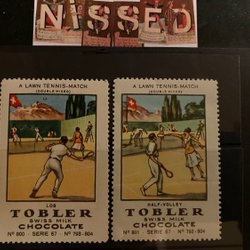 NISSED
A LAWN TENNIS-MATCH
(DOUBLE MIXED)
LOB
TOBLER
SWISS MILK
CHOCOLATE
Nº 800 - SERIE 67 - Nº 798-804
A LAWN TENNIS-MATCH
(DOUBLE MIXED)
HALF-VOLLEY
TOBLER
SWISS MILK
CHOCOLATE
Nº 801 - SERIE 67 - Nº 798-804